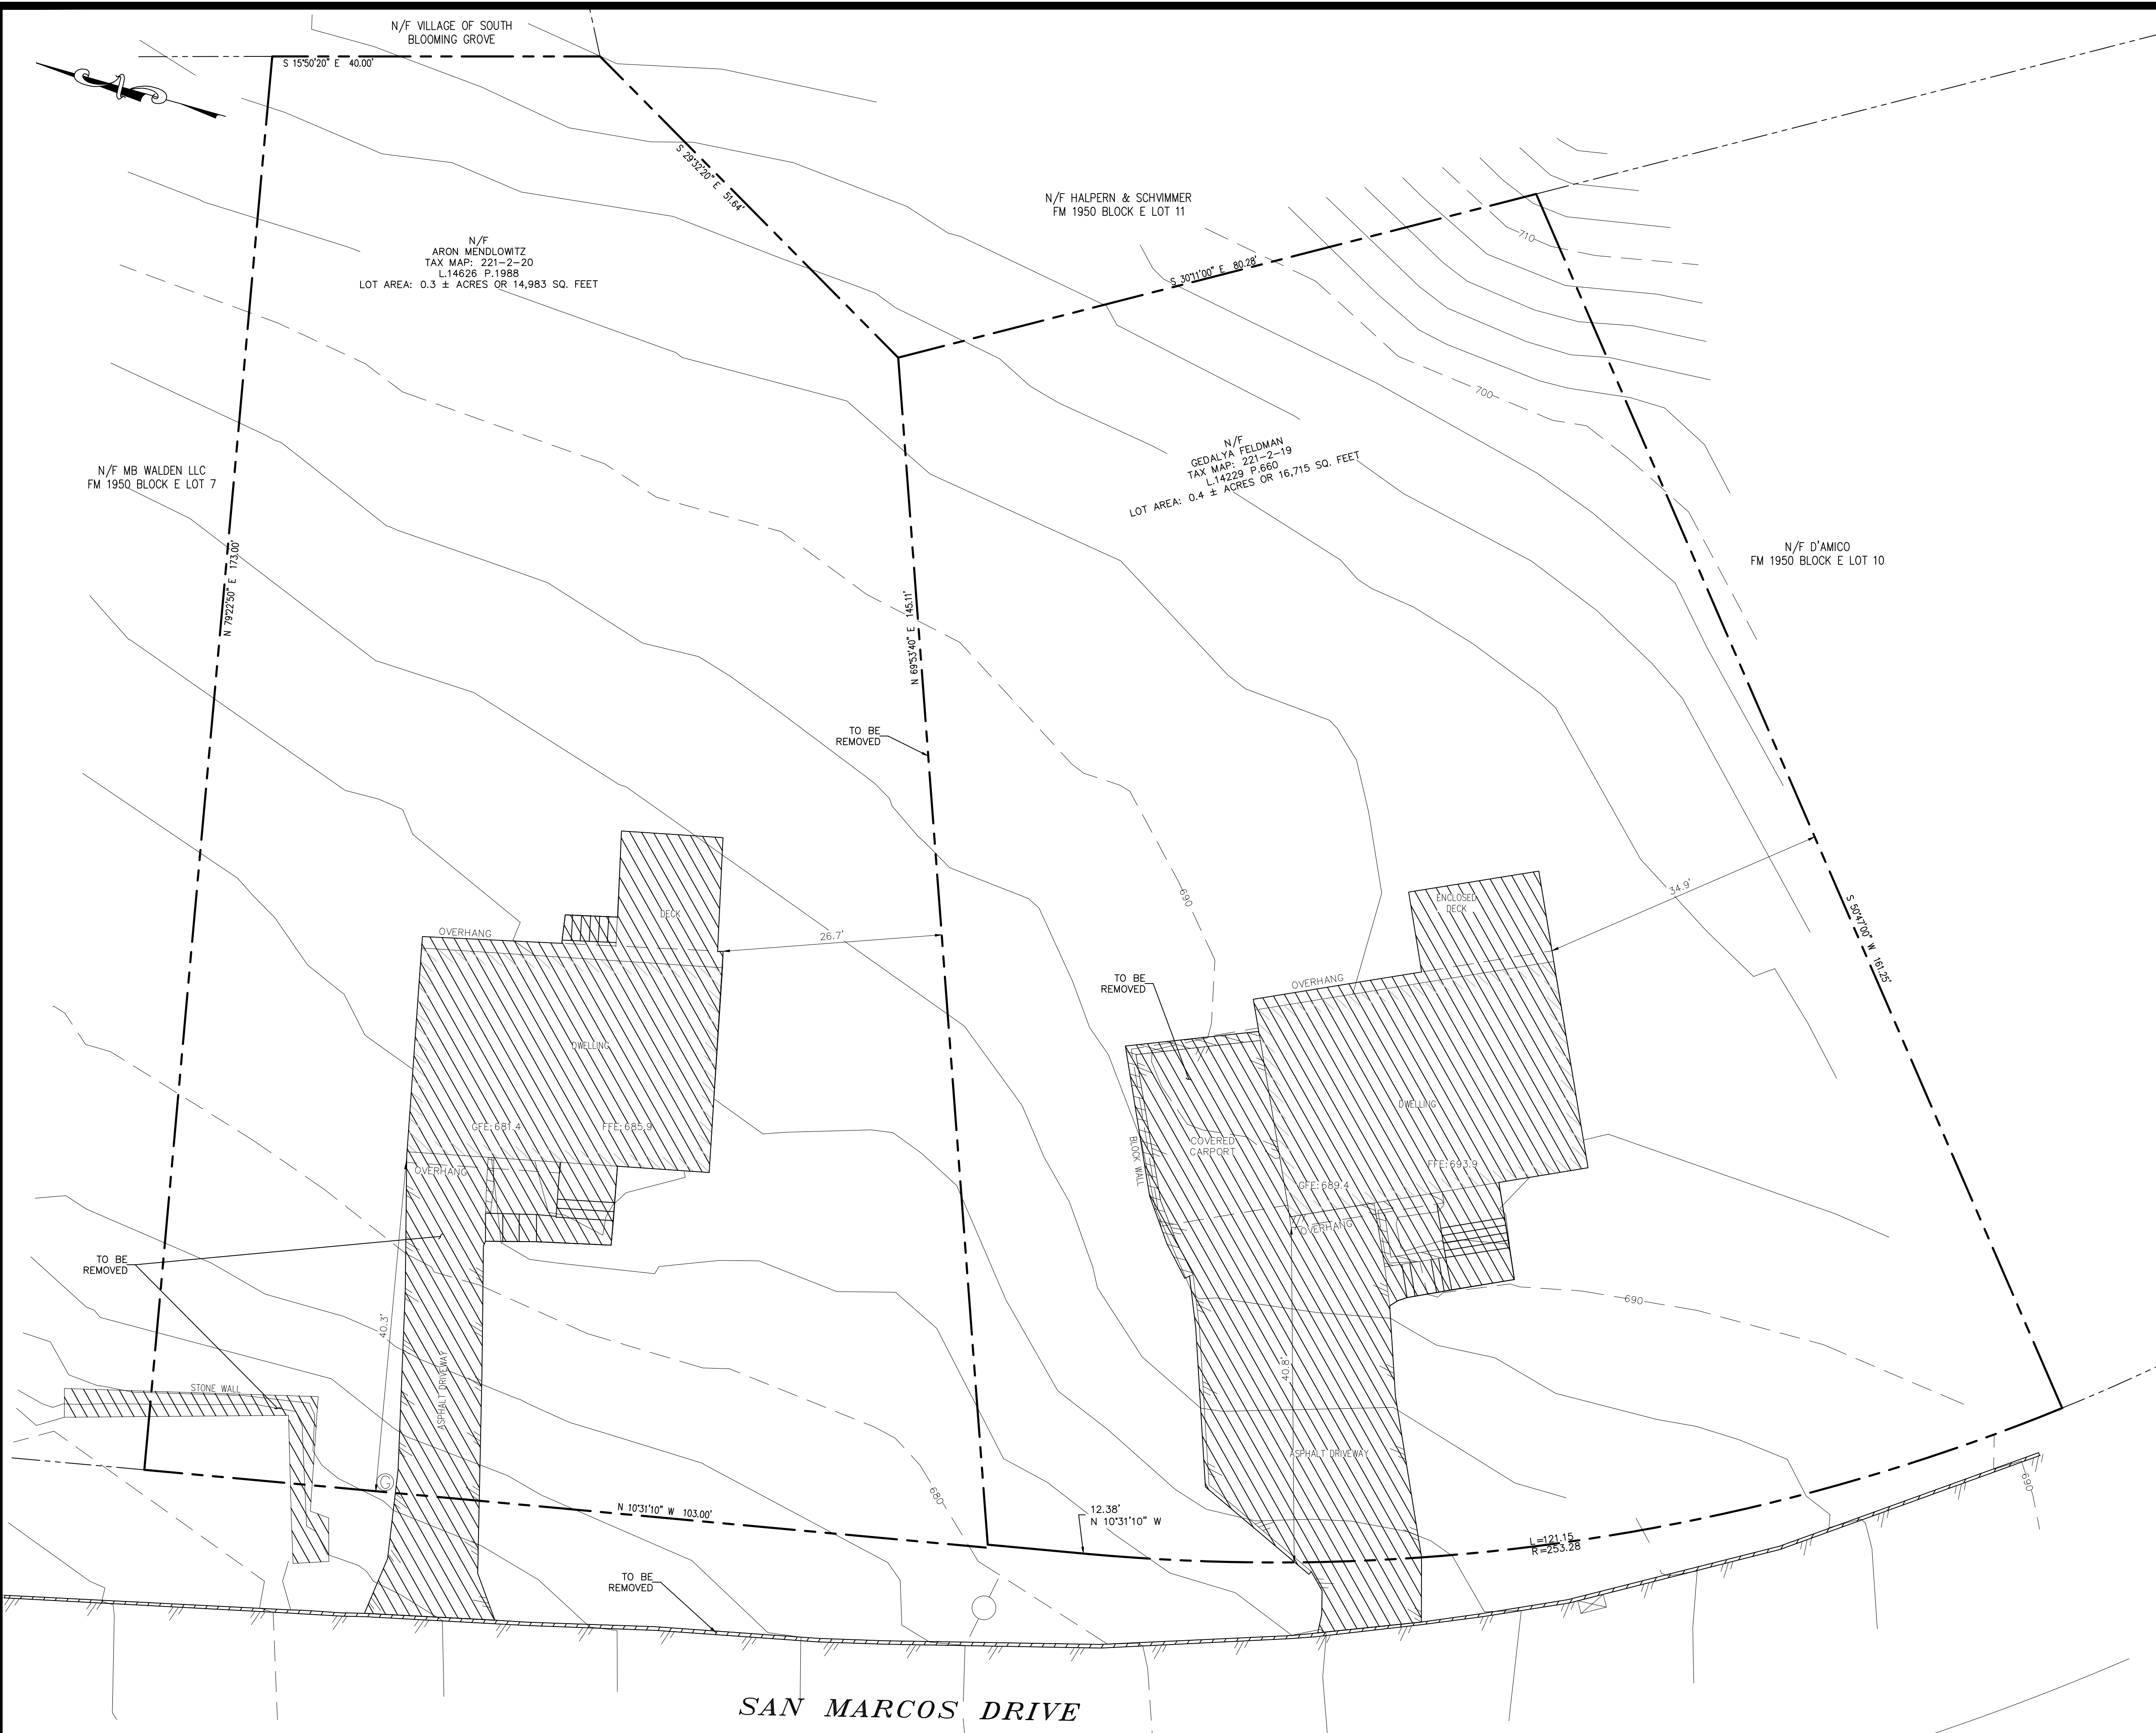 N/F VILLAGE OF SOUTH
BLOOMING GROVE
S 15°50'20" E 40.00'
S 29°32'20" E 51.64'
N/F HALPERN & SCHVIMMER
FM 1950 BLOCK E LOT 11
N/F
ARON MENDLOWITZ
TAX MAP: 221-2-20
L.14626 P.1988
LOT AREA: 0.3 ± ACRES OR 14,983 SQ. FEET
710
S 30°11'00" E 80.28'
700
N/F
GEDALYA FELDMAN
TAX MAP: 221-2-19
L.14229 P.660
LOT AREA: 0.4 ± ACRES OR 16,715 SQ. FEET
N/F MB WALDEN LLC
FM 1950 BLOCK E LOT 7
N 79°22'50" E 173.00'
N/F D'AMICO
FM 1950 BLOCK E LOT 10
N 69°53'40" E 145.11'
TO BE
REMOVED
690
34.9'
ENCLOSED
DECK
DECK
S 50°47'00" W 161.25'
OVERHANG
26.7'
TO BE
REMOVED
OVERHANG
DWELLING
DWELLING
GFE: 681.4
FFE: 685.9
BLOCK WALL
COVERED
CARPORT
FFE: 693.9
OVERHANG
GFE: 689.4
OVERHANG
TO BE
REMOVED
690
40.3'
40.8'
STONE WALL
ASPHALT DRIVEWAY
ASPHALT DRIVEWAY
G
690
680
N 10°31'10" W 103.00'
12.38'
N 10°31'10" W
L=121.15
R=253.28
TO BE
REMOVED
SAN MARCOS DRIVE